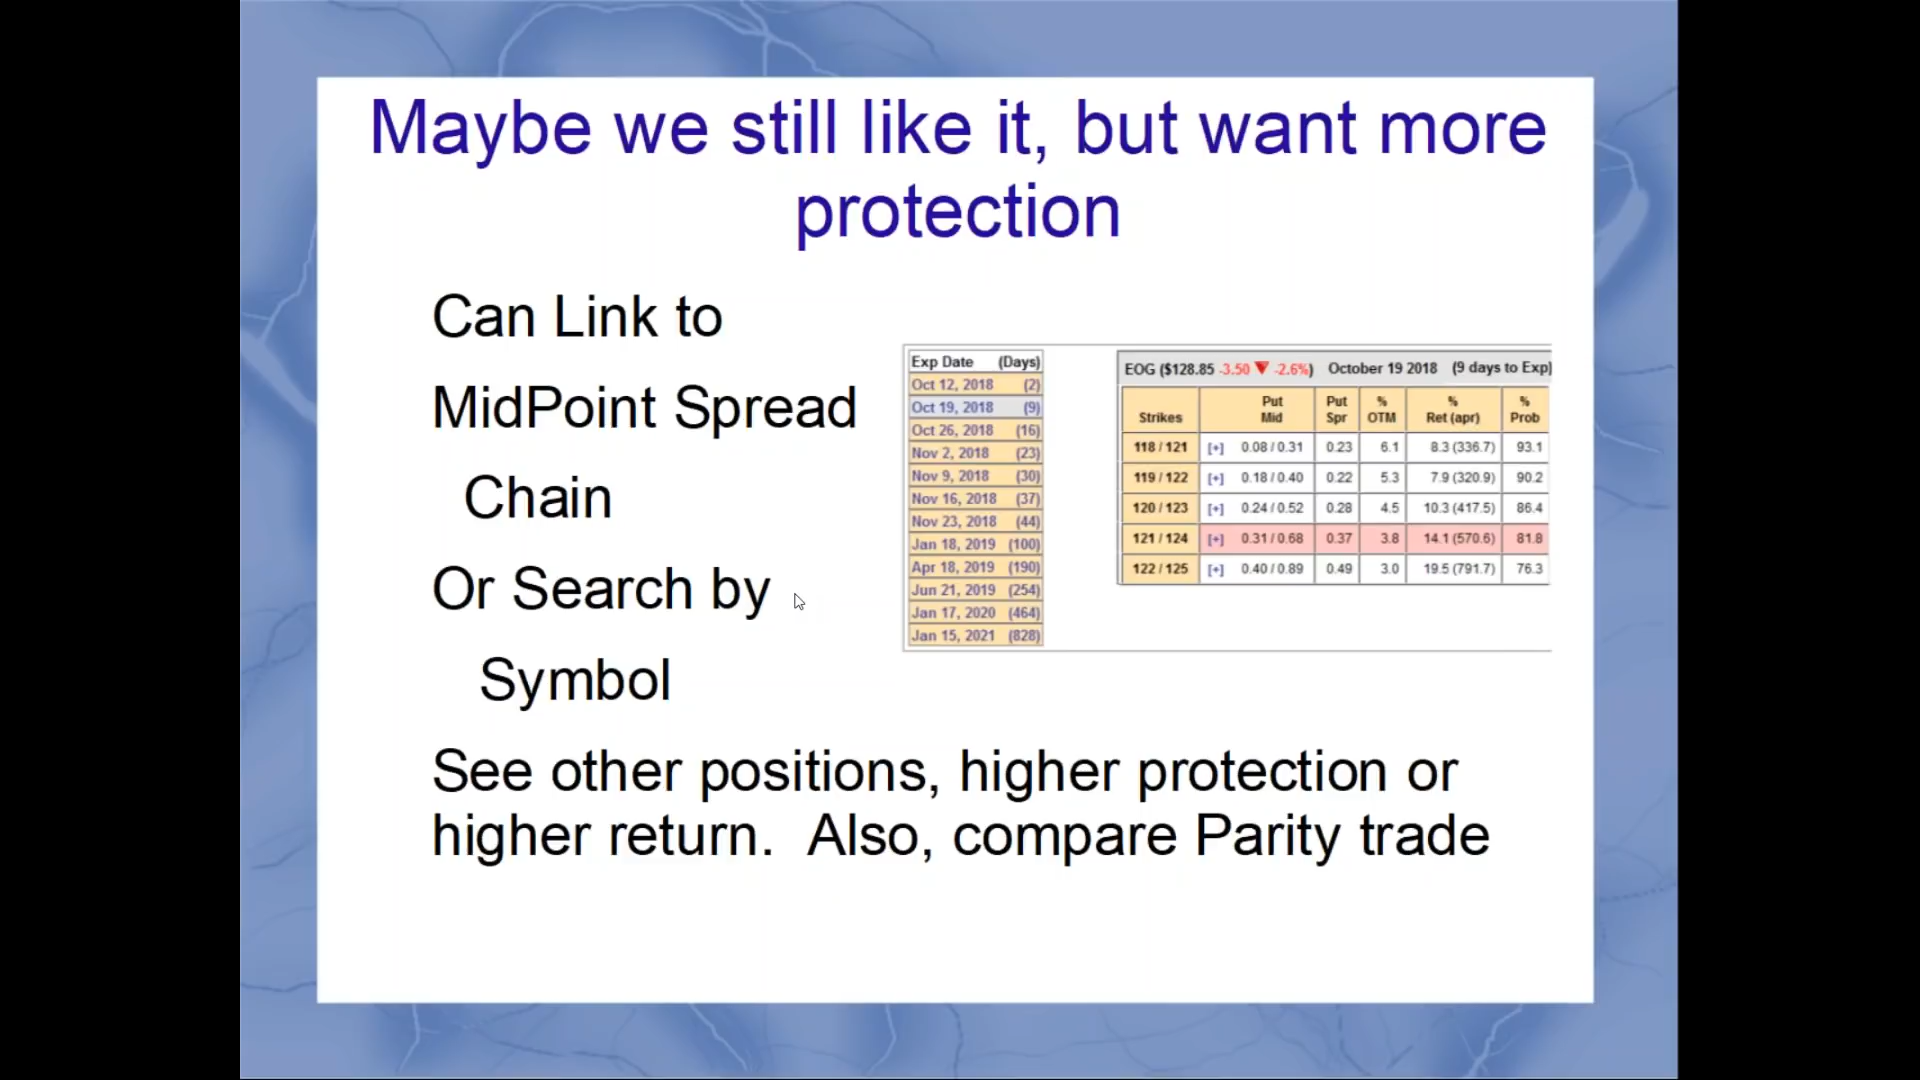 Maybe we still like it, but want more
protection
Can Link to
MidPoint Spread
Chain
Or Search by
Symbol
See other positions, higher protection or
higher return.  Also, compare Parity trade
Exp Date (Days)
Oct 12, 2018 (2)
Oct 19, 2018 (9)
Oct 26, 2018 (16)
Nov 2, 2018 (23)
Nov 9, 2018 (30)
Nov 16, 2018 (37)
Nov 23, 2018 (44)
Jan 18, 2019 (100)
Apr 18, 2019 (190)
Jun 21, 2019 (254)
Jan 17, 2020 (464)
Jan 15, 2021 (828)
EOG ($128.85 -3.50 ▼ -2.6%) October 19 2018 (9 days to Exp)
Strikes Put Mid Put Spr % OTM % Ret (apr) % Prob
118 / 121 [+] 0.08 / 0.31 0.23 6.1 8.3 (336.7) 93.1
119 / 122 [+] 0.18 / 0.40 0.22 5.3 7.9 (320.9) 90.2
120 / 123 [+] 0.24 / 0.52 0.28 4.5 10.3 (417.5) 86.4
121 / 124 [+] 0.31 / 0.68 0.37 3.8 14.1 (570.6) 81.8
122 / 125 [+] 0.40 / 0.89 0.49 3.0 19.5 (791.7) 76.3